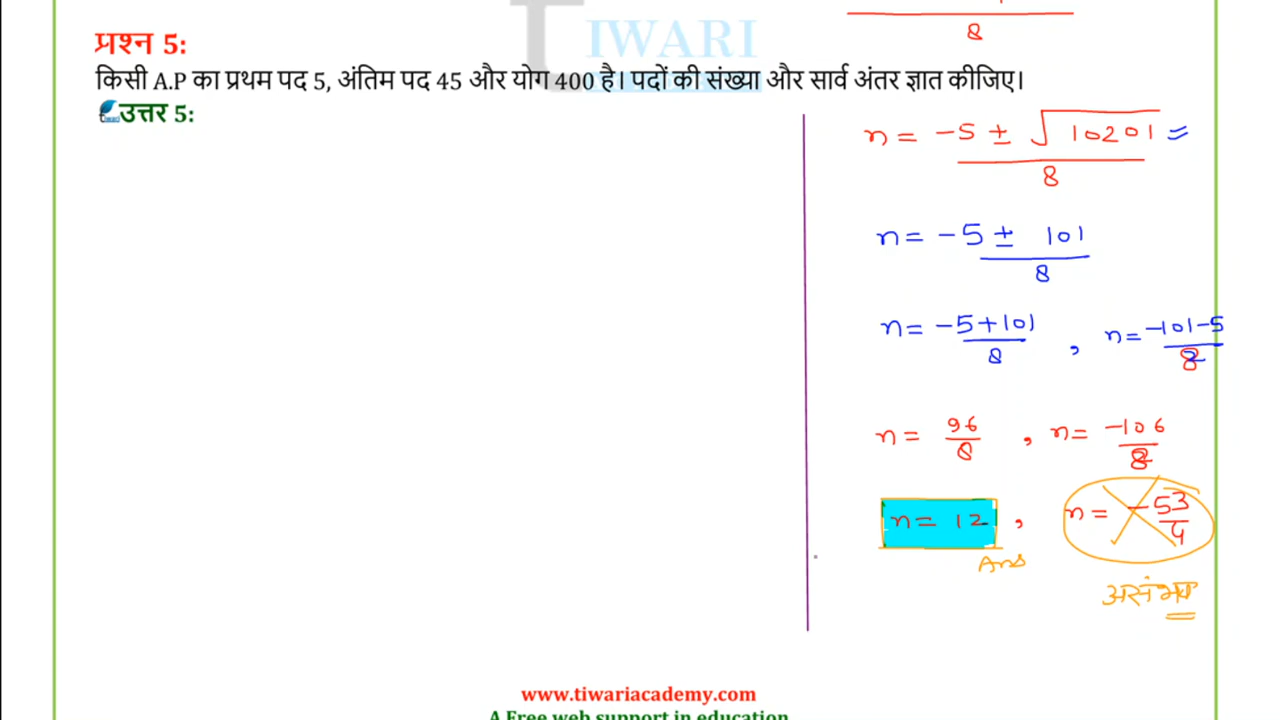 TIWARI
8
प्रश्न 5:
किसी A.P का प्रथम पद 5, अंतिम पद 45 और योग 400 है। पदों की संख्या और सार्व अंतर ज्ञात कीजिए।
उत्तर 5:
n = -5 ± √10201 =
8
n = -5 ± 101
8
n = -5+101 , n = -101-5
8 8
n = 96 , n = -106
8 8
n = 12 , n = -53
4
Ans
असंभव
www.tiwariacademy.com
A Free web support in education